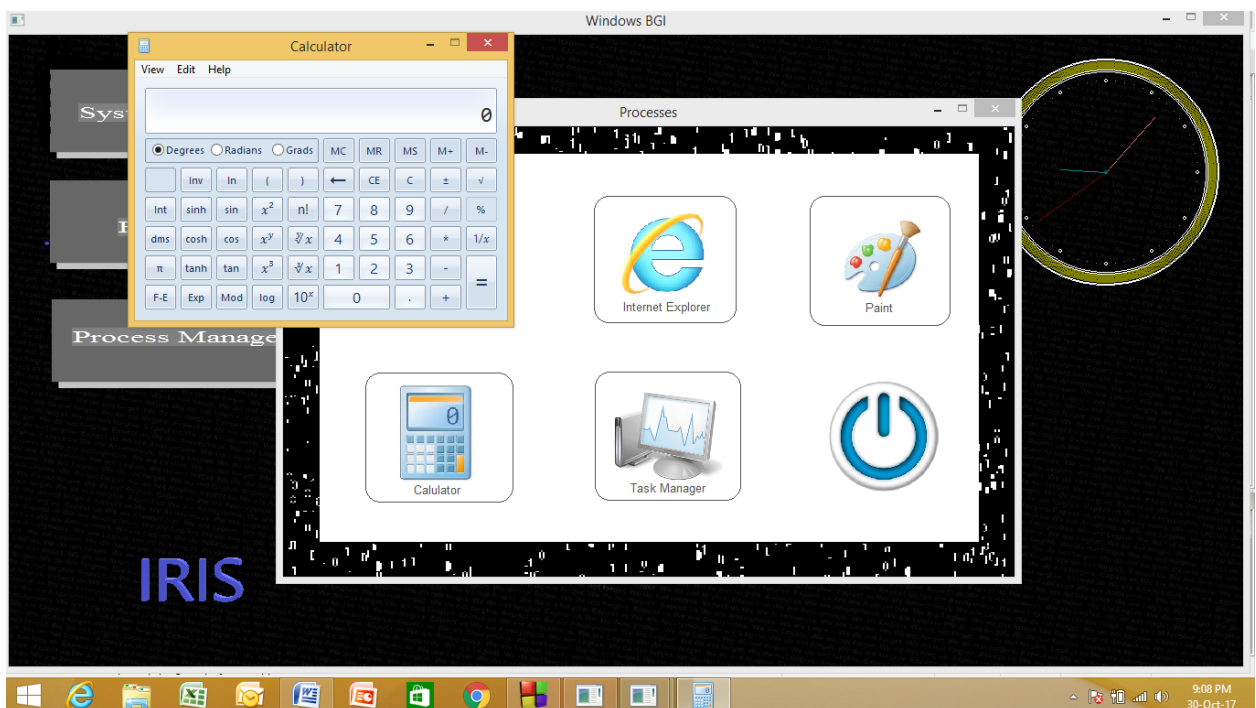 Windows BGI
Calculator
View Edit Help
0
Degrees Radians Grads MC MR MS M+ M-
Inv ln ( ) ← CE C ± √
Int sinh sin x² n! 7 8 9 / %
dms cosh cos xʸ ʸ√x 4 5 6 * 1/x
π tanh tan x³ ³√x 1 2 3 - =
F-E Exp Mod log 10ˣ 0 . +
Processes
Sys
Process Manage
Internet Explorer
Paint
0
Calulator
Task Manager
IRIS
9:08 PM
30-Oct-17